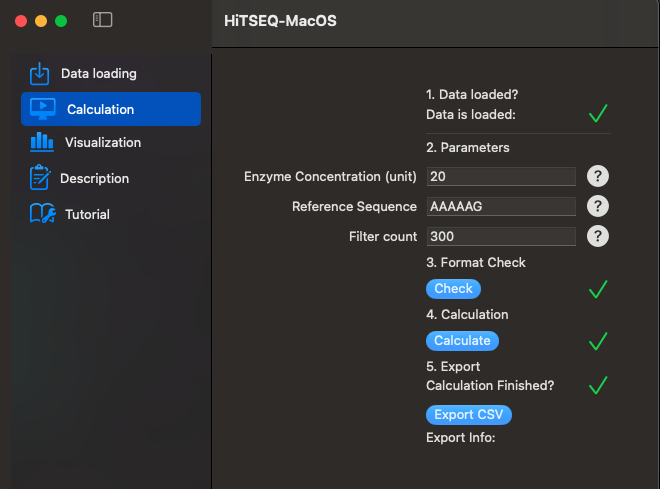 HiTSEQ-MacOS
Data loading
Calculation
Visualization
Description
Tutorial
1. Data loaded?
Data is loaded:
2. Parameters
Enzyme Concentration (unit) 20 ?
Reference Sequence AAAAAG ?
Filter count 300 ?
3. Format Check
Check
4. Calculation
Calculate
5. Export
Calculation Finished?
Export CSV
Export Info: